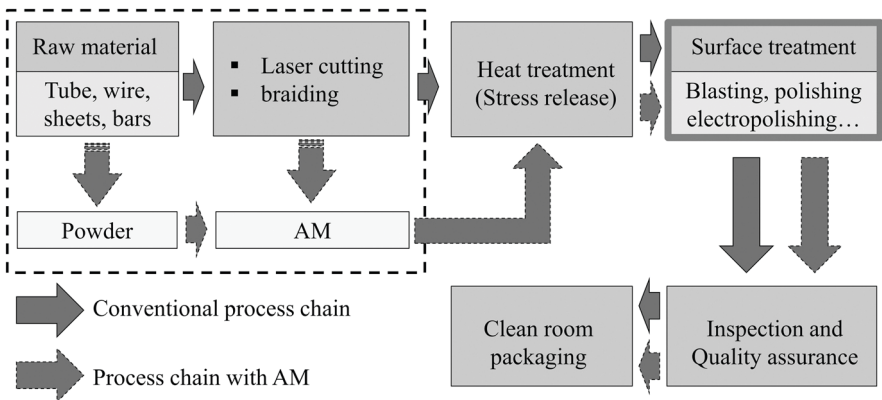 Raw material
Tube, wire,
sheets, bars
▪ Laser cutting
▪ braiding
Heat treatment
(Stress release)
Surface treatment
Blasting, polishing
electropolishing…
Powder
AM
Conventional process chain
Process chain with AM
Clean room
packaging
Inspection and
Quality assurance